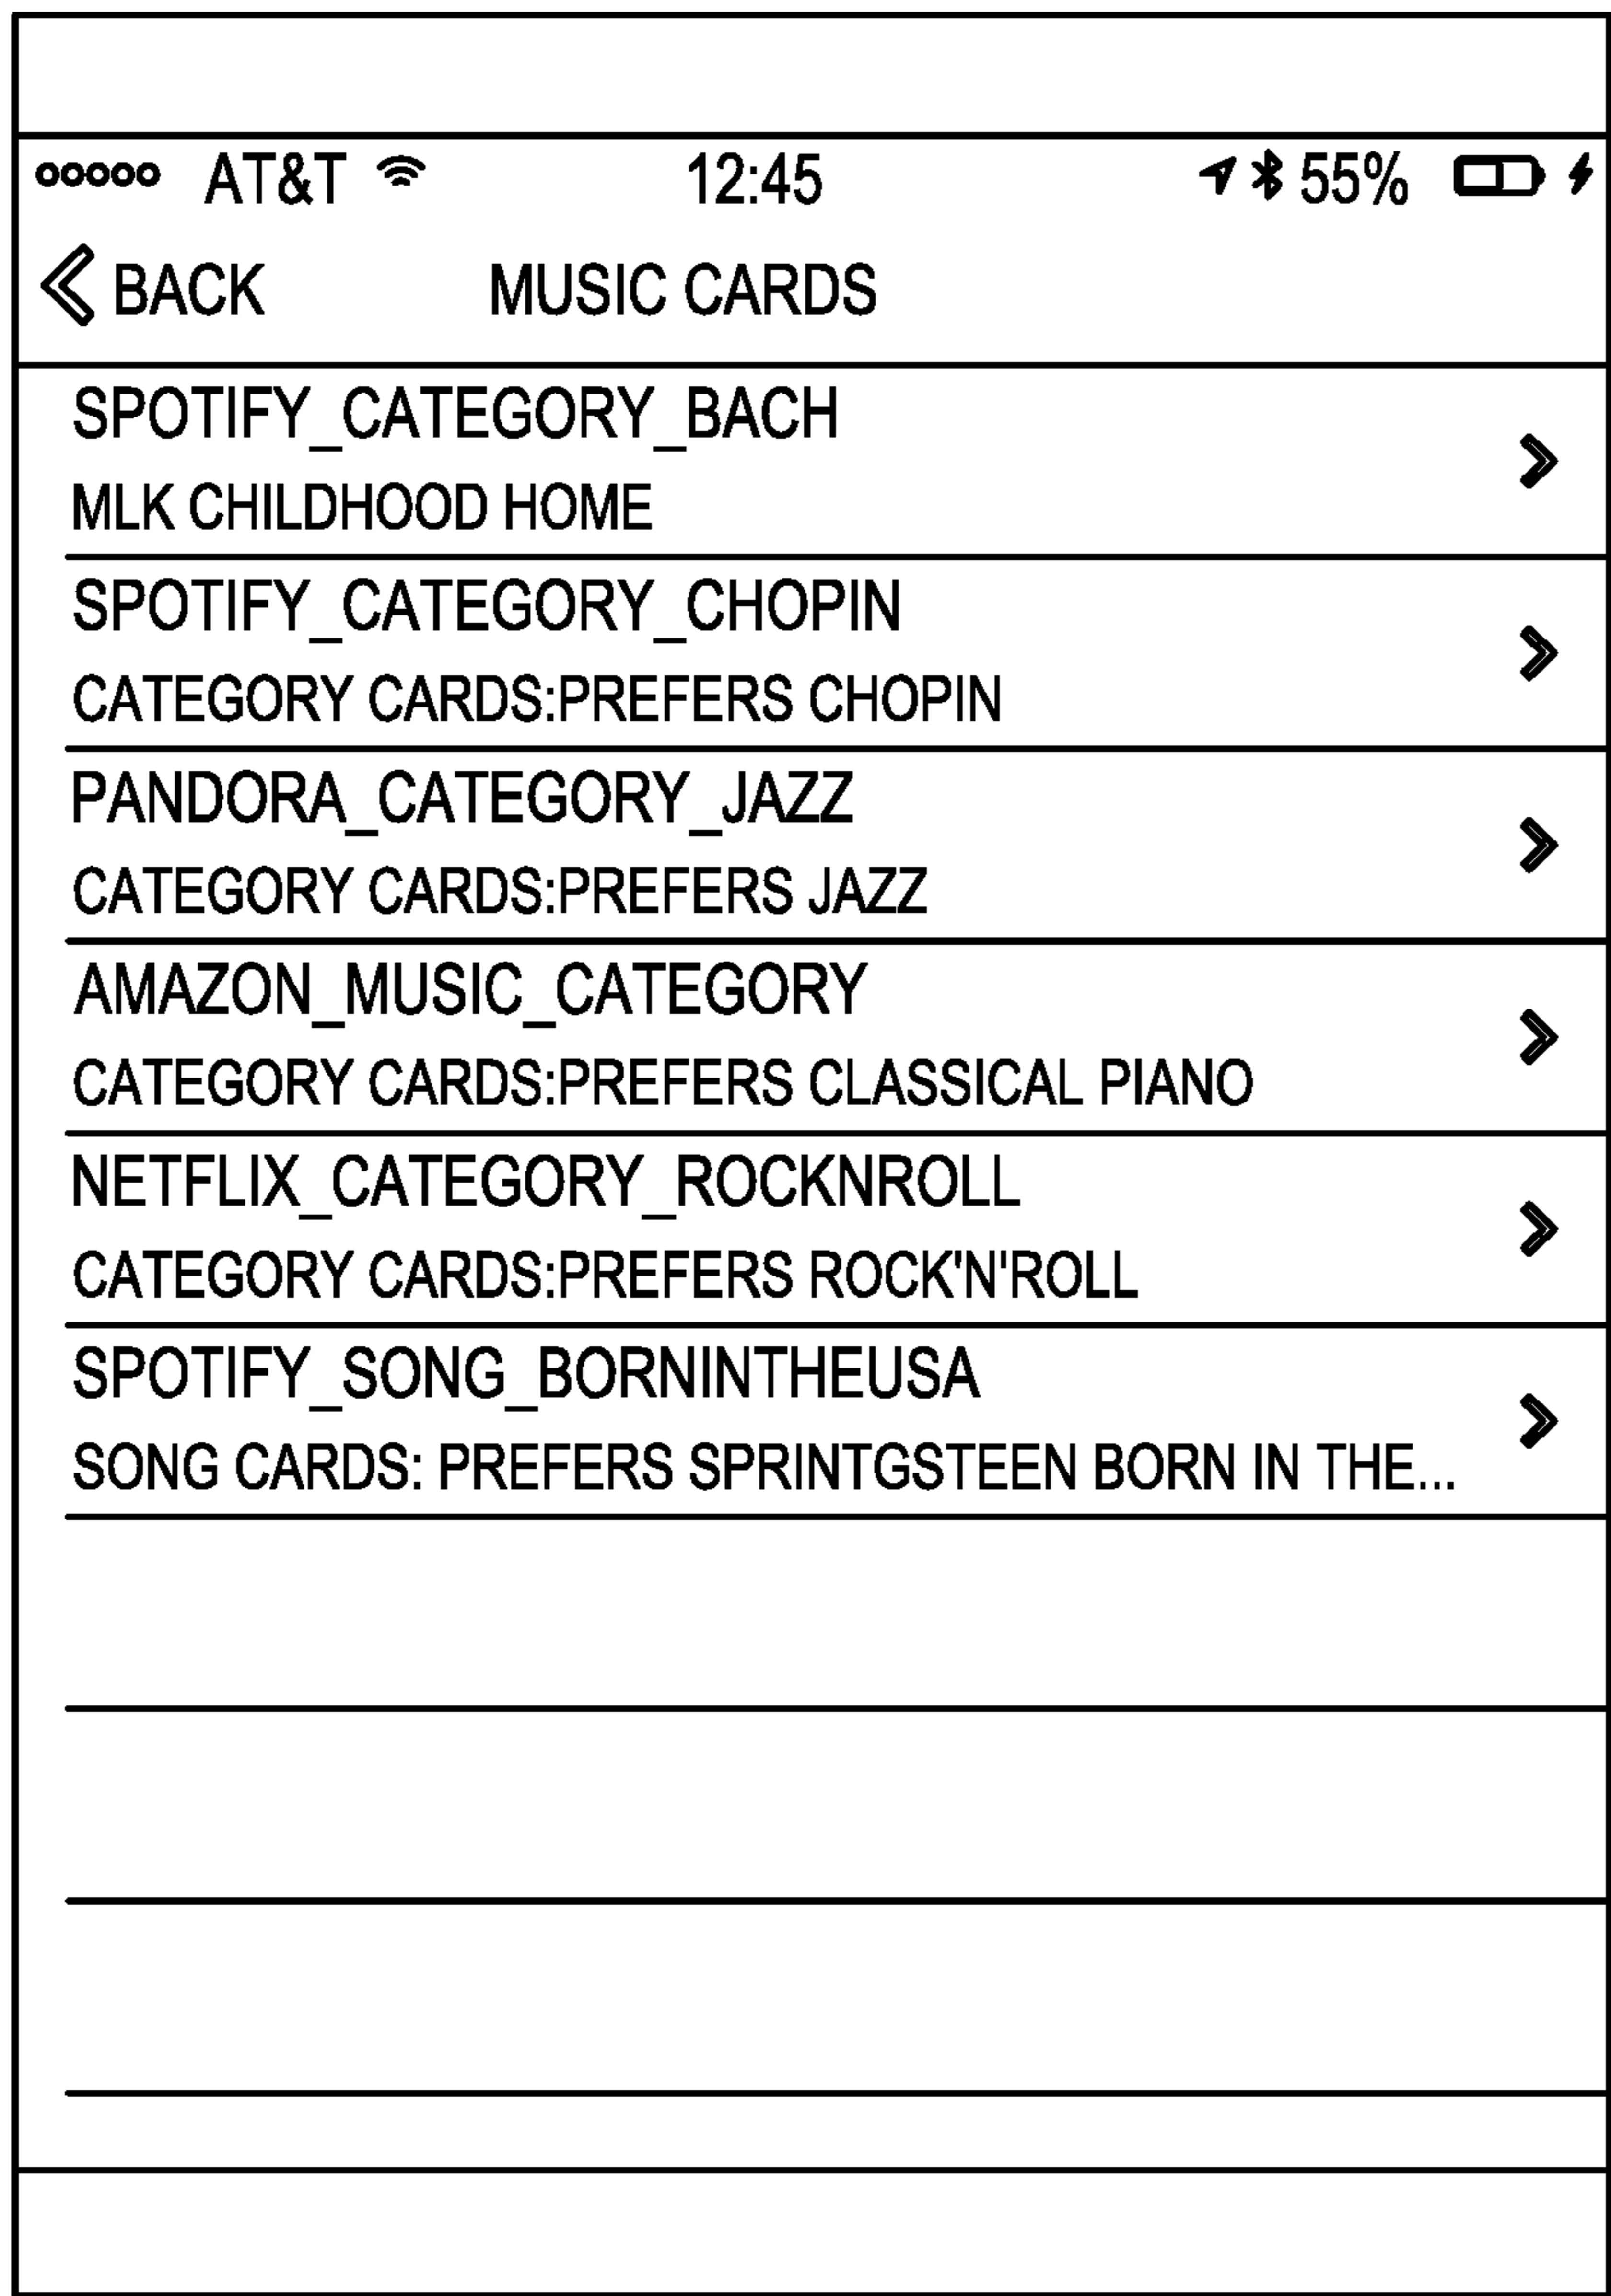 AT&T 12:45 55%
BACK MUSIC CARDS
SPOTIFY_CATEGORY_BACH
MLK CHILDHOOD HOME
SPOTIFY_CATEGORY_CHOPIN
CATEGORY CARDS:PREFERS CHOPIN
PANDORA_CATEGORY_JAZZ
CATEGORY CARDS:PREFERS JAZZ
AMAZON_MUSIC_CATEGORY
CATEGORY CARDS:PREFERS CLASSICAL PIANO
NETFLIX_CATEGORY_ROCKNROLL
CATEGORY CARDS:PREFERS ROCK'N'ROLL
SPOTIFY_SONG_BORNINTHEUSA
SONG CARDS: PREFERS SPRINTGSTEEN BORN IN THE...